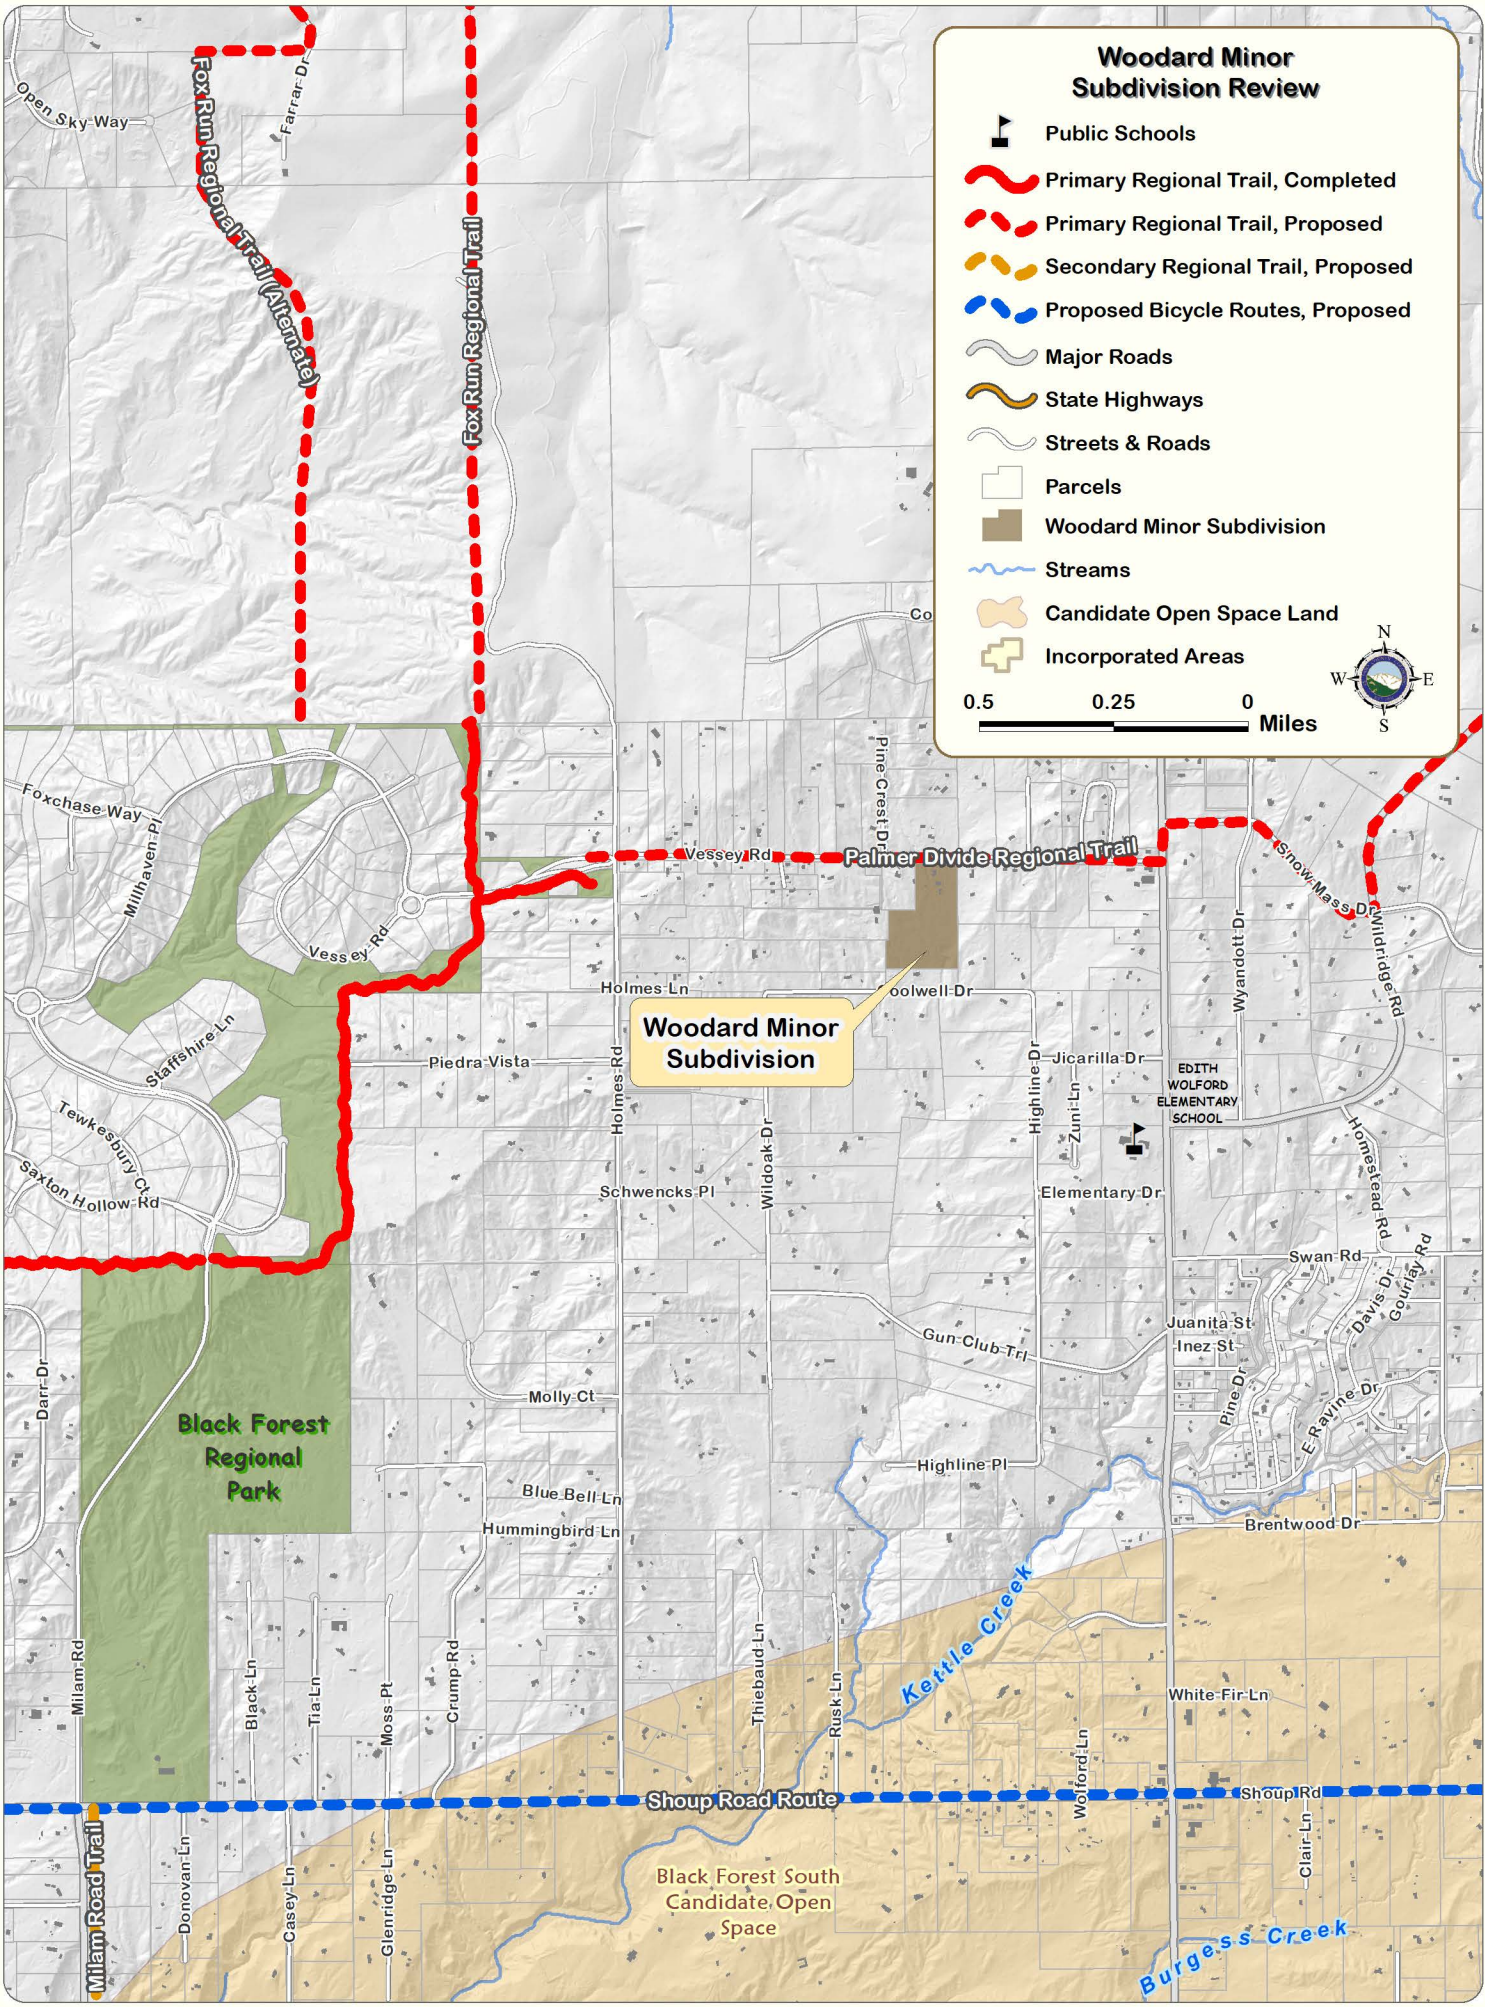 Woodard Minor
Subdivision Review
Public Schools
Primary Regional Trail, Completed
Primary Regional Trail, Proposed
Secondary Regional Trail, Proposed
Proposed Bicycle Routes, Proposed
Major Roads
State Highways
Streets & Roads
Parcels
Woodard Minor Subdivision
Streams
Candidate Open Space Land
Incorporated Areas
N
W
E
S
0.5
0.25
0
Miles
Open Sky Way
Farrar Dr
Fox Run Regional Trail (Alternate)
Fox Run Regional Trail
Co
Foxchase Way
Millhaven Pl
Pine Crest Dr
Vessey Rd
Palmer Divide Regional Trail
Snow Mass Dr
Wildridge Rd
Wyandott Dr
Vessey Rd
Holmes Ln
Coolwell Dr
Woodard Minor
Subdivision
Staffshire Ln
Piedra Vista
Holmes Rd
Highline Dr
Jicarilla Dr
Zuni Ln
EDITH
WOLFORD
ELEMENTARY
SCHOOL
Tewkesbury Ct
Saxton Hollow Rd
Wildoak Dr
Schwencks Pl
Elementary Dr
Homestead Rd
Swan Rd
Davis Dr
Gourlay Rd
Juanita St
Inez St
Gun Club Trl
Pine Dr
E Ravine Dr
Darr Dr
Molly Ct
Black Forest
Regional
Park
Highline Pl
Blue Bell Ln
Hummingbird Ln
Brentwood Dr
Kettle Creek
Milam Rd
Black Ln
Tia Ln
Moss Pt
Crump Rd
Thiebaud Ln
Rusk Ln
White Fir Ln
Wolford Ln
Shoup Road Route
Shoup Rd
Milam Road Trail
Donovan Ln
Casey Ln
Glenridge Ln
Clair Ln
Black Forest South
Candidate Open
Space
Burgess Creek